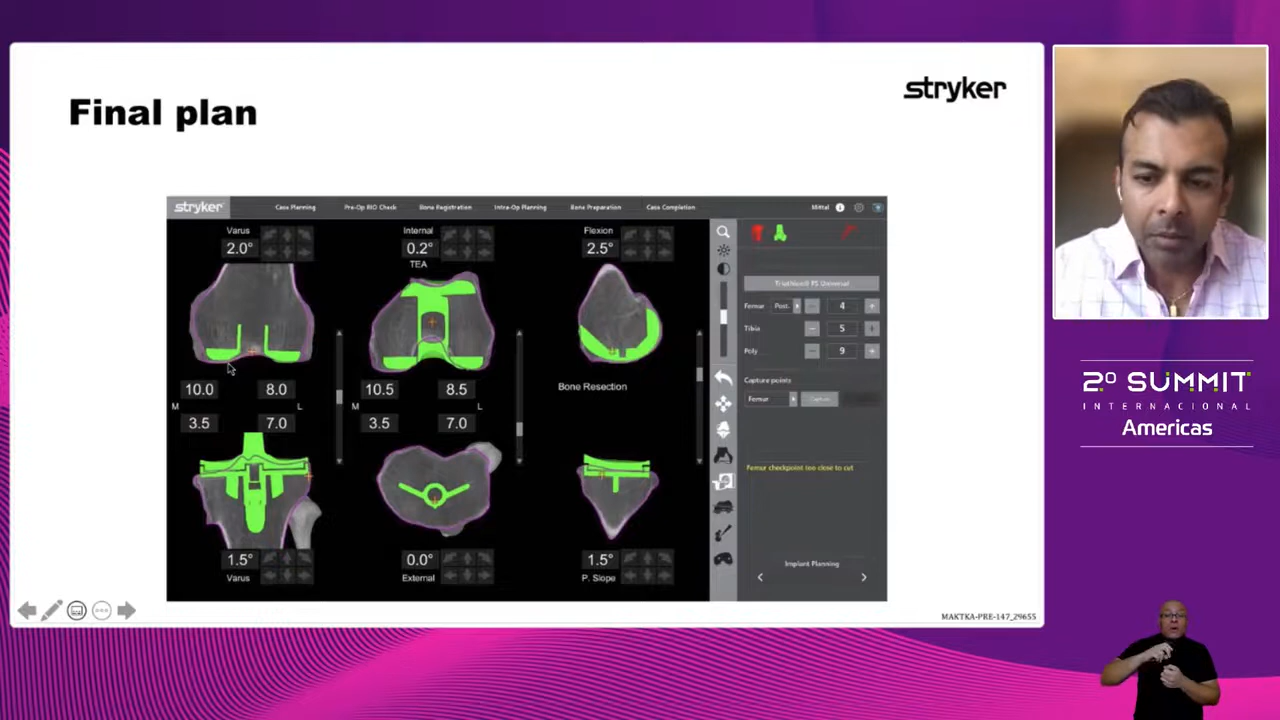 Final plan
stryker
stryker
Case Planning
Pre-Op RIO Check
Bone Registration
Intra-Op Planning
Bone Preparation
Case Completion
Mittal
Varus
2.0°
Internal
0.2°
TEA
Flexion
2.5°
10.0
8.0
M
L
3.5
7.0
10.5
8.5
M
L
3.5
7.0
Bone Resection
1.5°
Varus
0.0°
External
1.5°
P. Slope
Triathlon® PS Universal
Femur Post. 4
Tibia 5
Poly 9
Capture points
Femur Capture
Femur checkpoint too close to cut
Implant Planning
MAKTKA-PRE-147_29655
2º SUMMIT
INTERNACIONAL
Americas